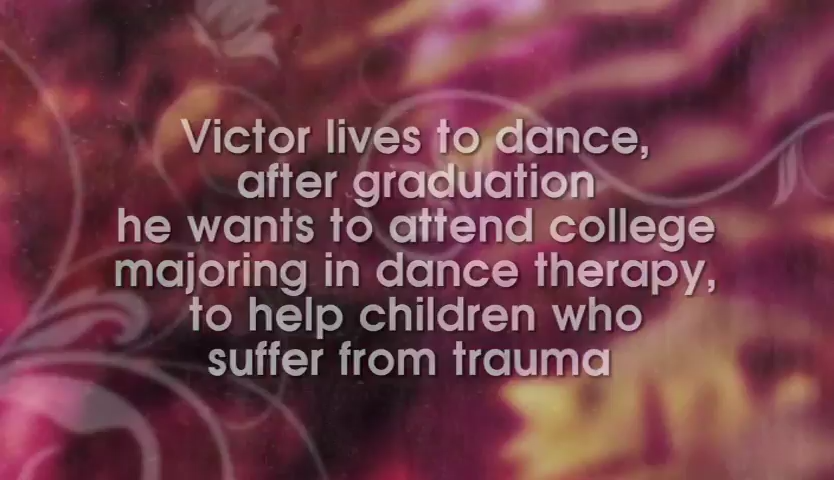 Victor lives to dance,
after graduation
he wants to attend college
majoring in dance therapy,
to help children who
suffer from trauma